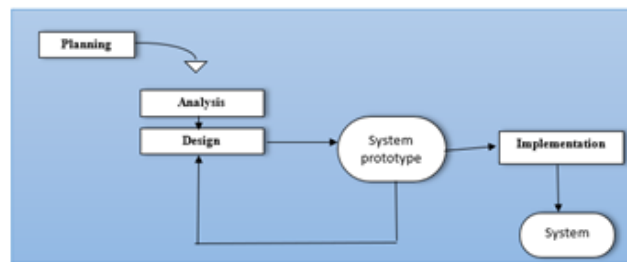 Planning
Analysis
Design
System
prototype
Implementation
System